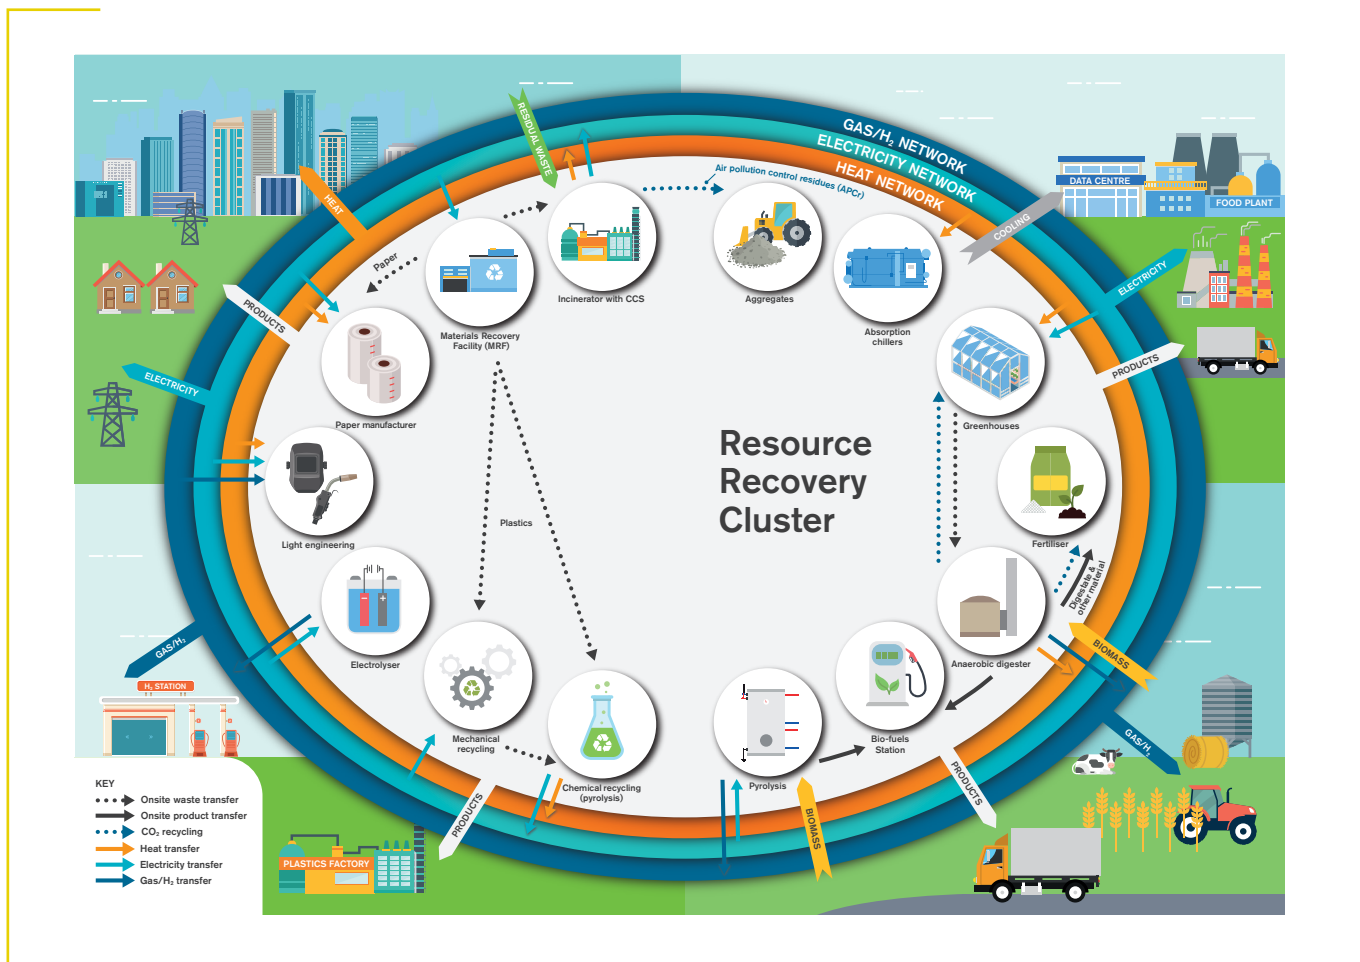 RESIDUAL WASTE
GAS/H₂ NETWORK
ELECTRICITY NETWORK
HEAT NETWORK
Air pollution control residues (APCr)
DATA CENTRE
FOOD PLANT
HEAT
COOLING
Paper
Incinerator with CCS
Aggregates
Materials Recovery
Facility (MRF)
Absorption
chillers
ELECTRICITY
PRODUCTS
PRODUCTS
ELECTRICITY
Paper manufacturer
Greenhouses
Resource
Recovery
Cluster
Plastics
Light engineering
Fertiliser
Digestate &
other material
GAS/H₂
Electrolyser
Anaerobic digester
BIOMASS
H₂ STATION
Mechanical
recycling
Bio-fuels
Station
GAS/H₂
Chemical recycling
(pyrolysis)
Pyrolysis
PRODUCTS
PRODUCTS
BIOMASS
PLASTICS FACTORY
KEY
Onsite waste transfer
Onsite product transfer
CO₂ recycling
Heat transfer
Electricity transfer
Gas/H₂ transfer